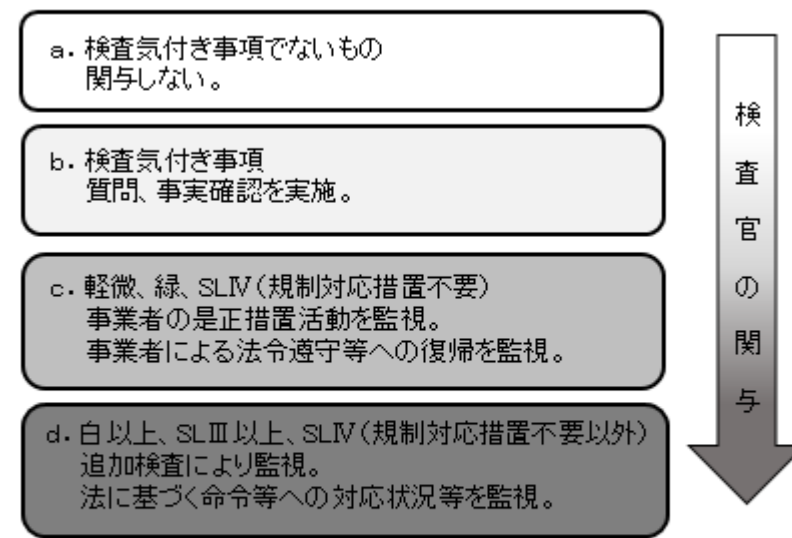 a. 検査気付き事項でないもの
関与しない。
b. 検査気付き事項
質問、事実確認を実施。
c. 軽微、緑、SLⅣ(規制対応措置不要)
事業者の是正措置活動を監視。
事業者による法令遵守等への復帰を監視。
d. 白以上、SLⅢ以上、SLⅣ(規制対応措置不要以外)
追加検査により監視。
法に基づく命令等への対応状況等を監視。
検査官の関与